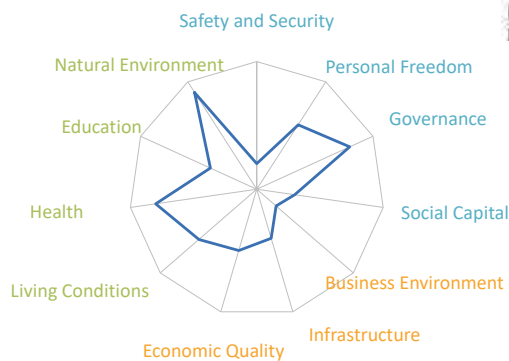 Safety and Security
Natural Environment
Personal Freedom
Education
Governance
Health
Social Capital
Living Conditions
Business Environment
Infrastructure
Economic Quality